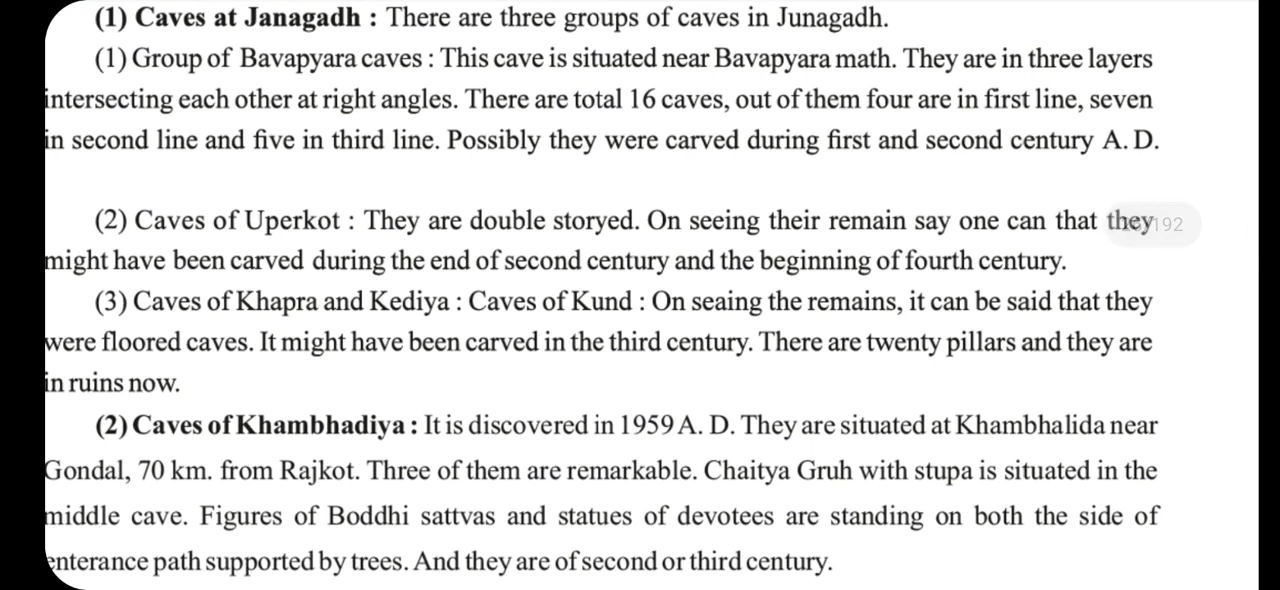 (1) Caves at Janagadh : There are three groups of caves in Junagadh.
(1) Group of Bavapyara caves : This cave is situated near Bavapyara math. They are in three layers
intersecting each other at right angles. There are total 16 caves, out of them four are in first line, seven
in second line and five in third line. Possibly they were carved during first and second century A. D.
(2) Caves of Uperkot : They are double storyed. On seeing their remain say one can that they
might have been carved during the end of second century and the beginning of fourth century.
(3) Caves of Khapra and Kediya : Caves of Kund : On seaing the remains, it can be said that they
were floored caves. It might have been carved in the third century. There are twenty pillars and they are
in ruins now.
(2) Caves of Khambhadiya : It is discovered in 1959 A. D. They are situated at Khambhalida near
Gondal, 70 km. from Rajkot. Three of them are remarkable. Chaitya Gruh with stupa is situated in the
middle cave. Figures of Boddhi sattvas and statues of devotees are standing on both the side of
enterance path supported by trees. And they are of second or third century.